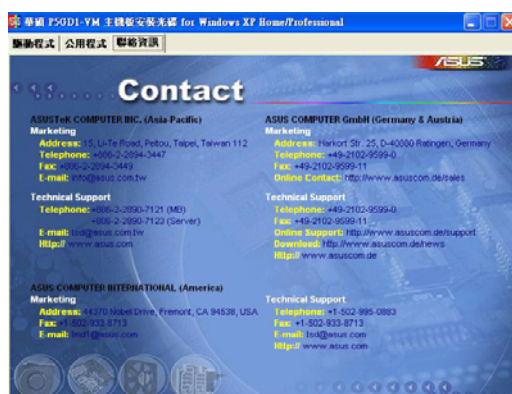 華碩 P5GD1-VM 主機板安裝光碟 for Windows XP Home/Professional
驅動程式 公用程式 聯絡資訊
ASUS
Contact
ASUSTeK COMPUTER INC. (Asia-Pacific)
Marketing
Address: 15, Li-Te Road, Peitou, Taipei, Taiwan 112
Telephone: +886-2-2894-3447
Fax: +886-2-2894-3449
E-mail: info@asus.com.tw
Technical Support
Telephone: +886-2-2890-7121 (MB)
+886-2-2890-7123 (Server)
E-mail: tsd@asus.com.tw
Http:// www.asus.com
ASUS COMPUTER GmbH (Germany & Austria)
Marketing
Address: Harkort Str. 25, D-40880 Ratingen, Germany
Telephone: +49-2102-9599-0
Fax: +49-2102-9599-11
Online Contact: http://www.asuscom.de/sales
Technical Support
Telephone: +49-2102-9599-0
Fax: +49-2102-9599-11
Online Support: http://www.asuscom.de/support
Download: http://www.asuscom.de/news
Http:// www.asuscom.de
ASUS COMPUTER INTERNATIONAL (America)
Marketing
Address: 44370 Nobel Drive, Fremont, CA 94538, USA
Fax: +1-502-933-8713
E-mail: tmd1@asus.com
Technical Support
Telephone: +1-502-995-0883
Fax: +1-502-933-8713
E-mail: tsd@asus.com
Http:// www.asus.com